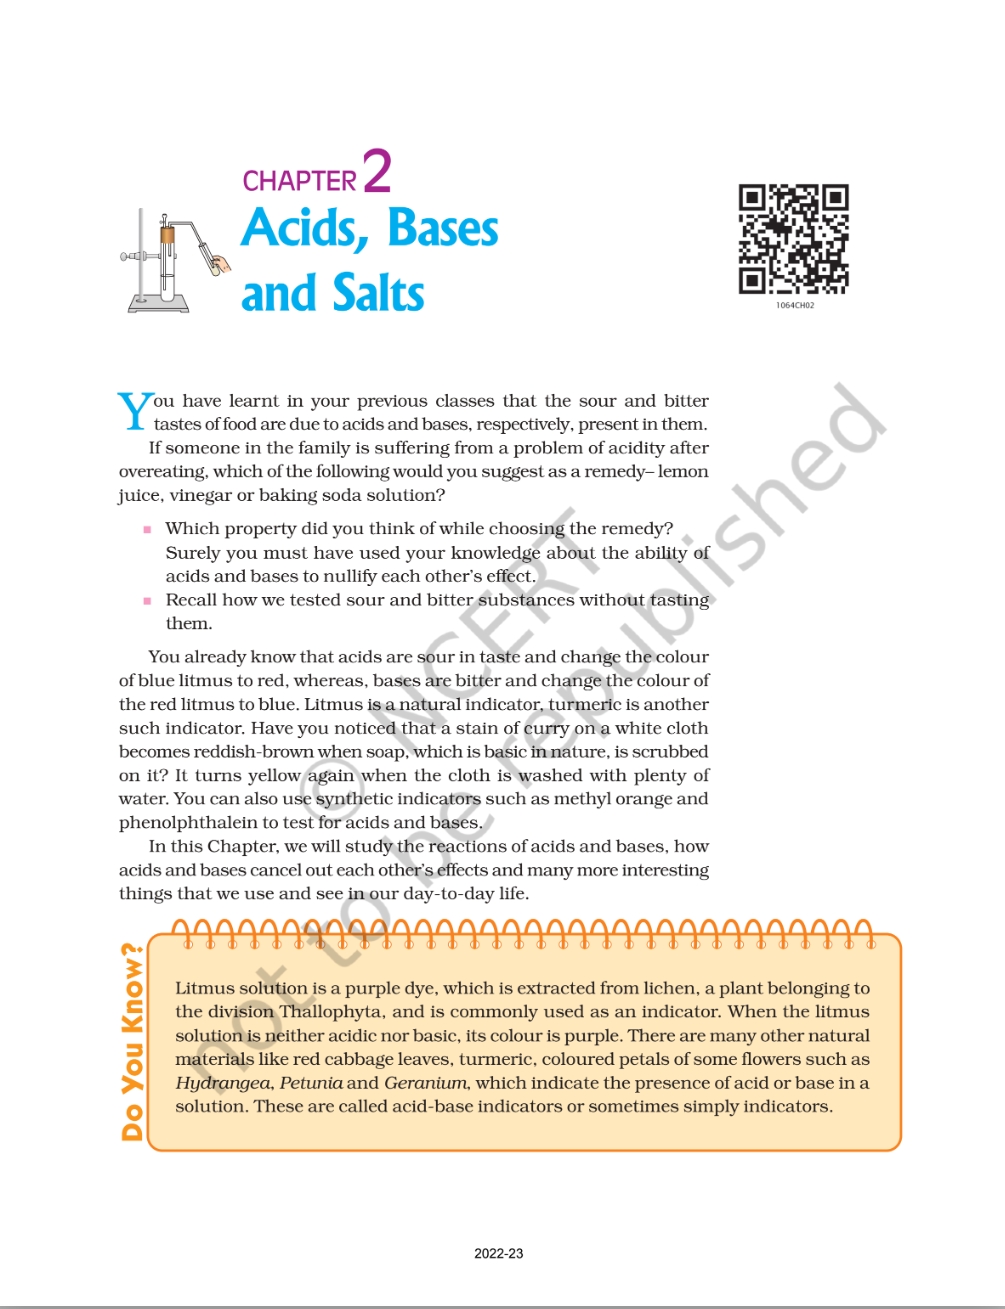 CHAPTER 2
Acids, Bases
and Salts
1064CH02
You have learnt in your previous classes that the sour and bitter
tastes of food are due to acids and bases, respectively, present in them.
If someone in the family is suffering from a problem of acidity after
overeating, which of the following would you suggest as a remedy– lemon
juice, vinegar or baking soda solution?
Which property did you think of while choosing the remedy?
Surely you must have used your knowledge about the ability of
acids and bases to nullify each other's effect.
Recall how we tested sour and bitter substances without tasting
them.
You already know that acids are sour in taste and change the colour
of blue litmus to red, whereas, bases are bitter and change the colour of
the red litmus to blue. Litmus is a natural indicator, turmeric is another
such indicator. Have you noticed that a stain of curry on a white cloth
becomes reddish-brown when soap, which is basic in nature, is scrubbed
on it? It turns yellow again when the cloth is washed with plenty of
water. You can also use synthetic indicators such as methyl orange and
phenolphthalein to test for acids and bases.
In this Chapter, we will study the reactions of acids and bases, how
acids and bases cancel out each other's effects and many more interesting
things that we use and see in our day-to-day life.
Do You Know?
Litmus solution is a purple dye, which is extracted from lichen, a plant belonging to
the division Thallophyta, and is commonly used as an indicator. When the litmus
solution is neither acidic nor basic, its colour is purple. There are many other natural
materials like red cabbage leaves, turmeric, coloured petals of some flowers such as
Hydrangea, Petunia and Geranium, which indicate the presence of acid or base in a
solution. These are called acid-base indicators or sometimes simply indicators.
© NCERT
not to be republished
2022-23